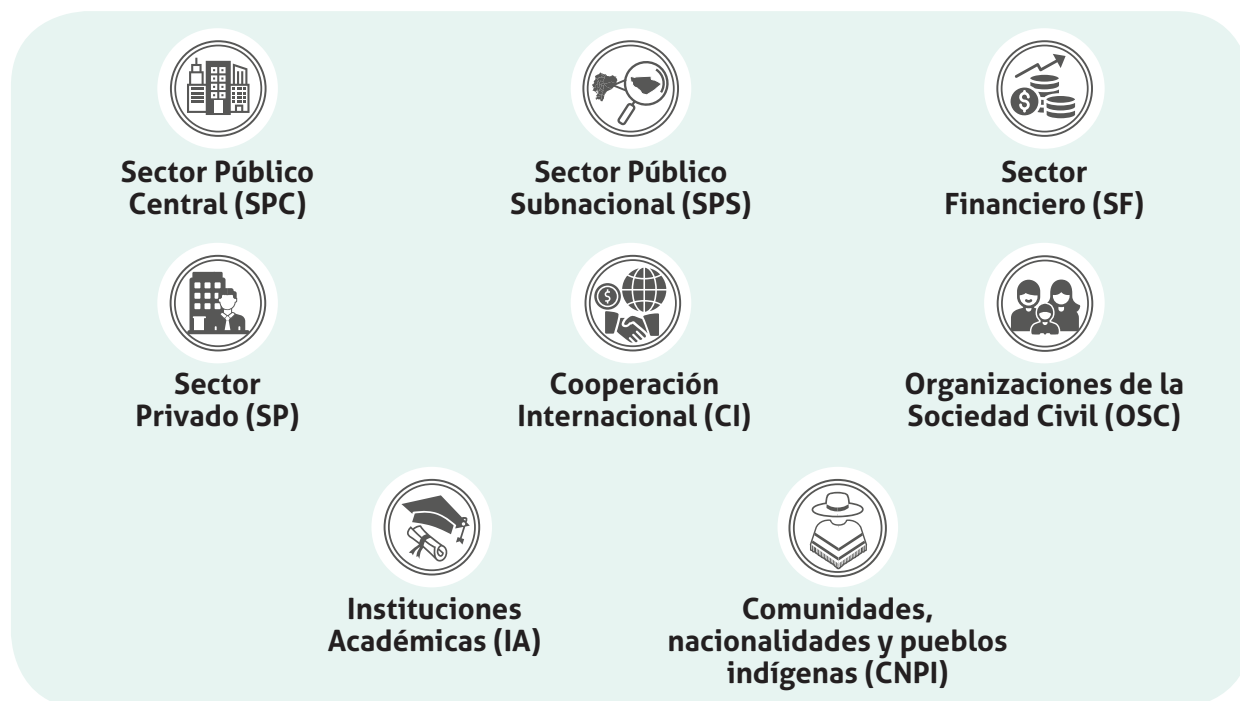 Sector Público
Central (SPC)
Sector Público
Subnacional (SPS)
Sector
Financiero (SF)
Sector
Privado (SP)
Cooperación
Internacional (CI)
Organizaciones de la
Sociedad Civil (OSC)
Instituciones
Académicas (IA)
Comunidades,
nacionalidades y pueblos
indígenas (CNPI)